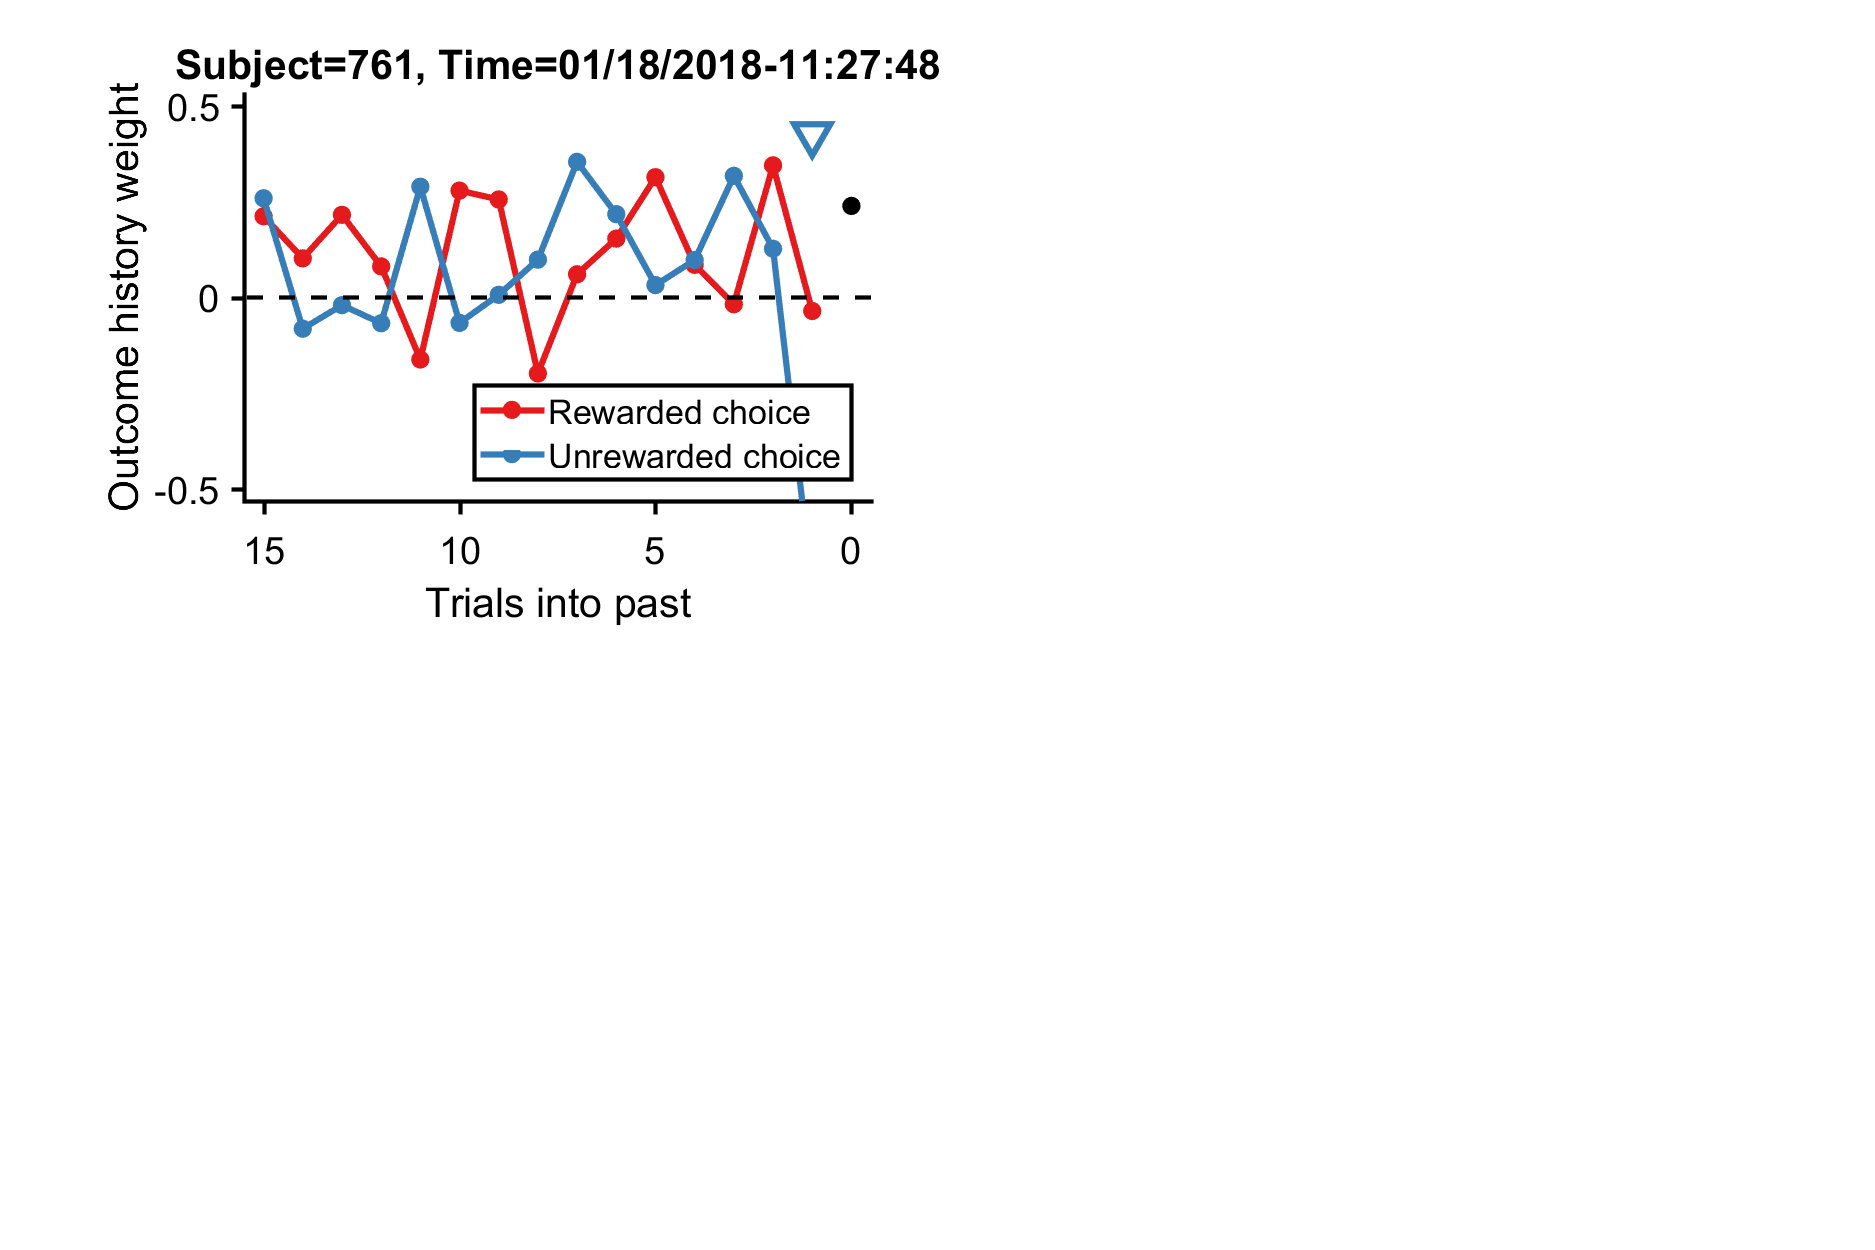 Subject=761, Time=01/18/2018-11:27:48
Outcome history weight
0.5
0
-0.5
Rewarded choice
Unrewarded choice
15 10 5 0
Trials into past